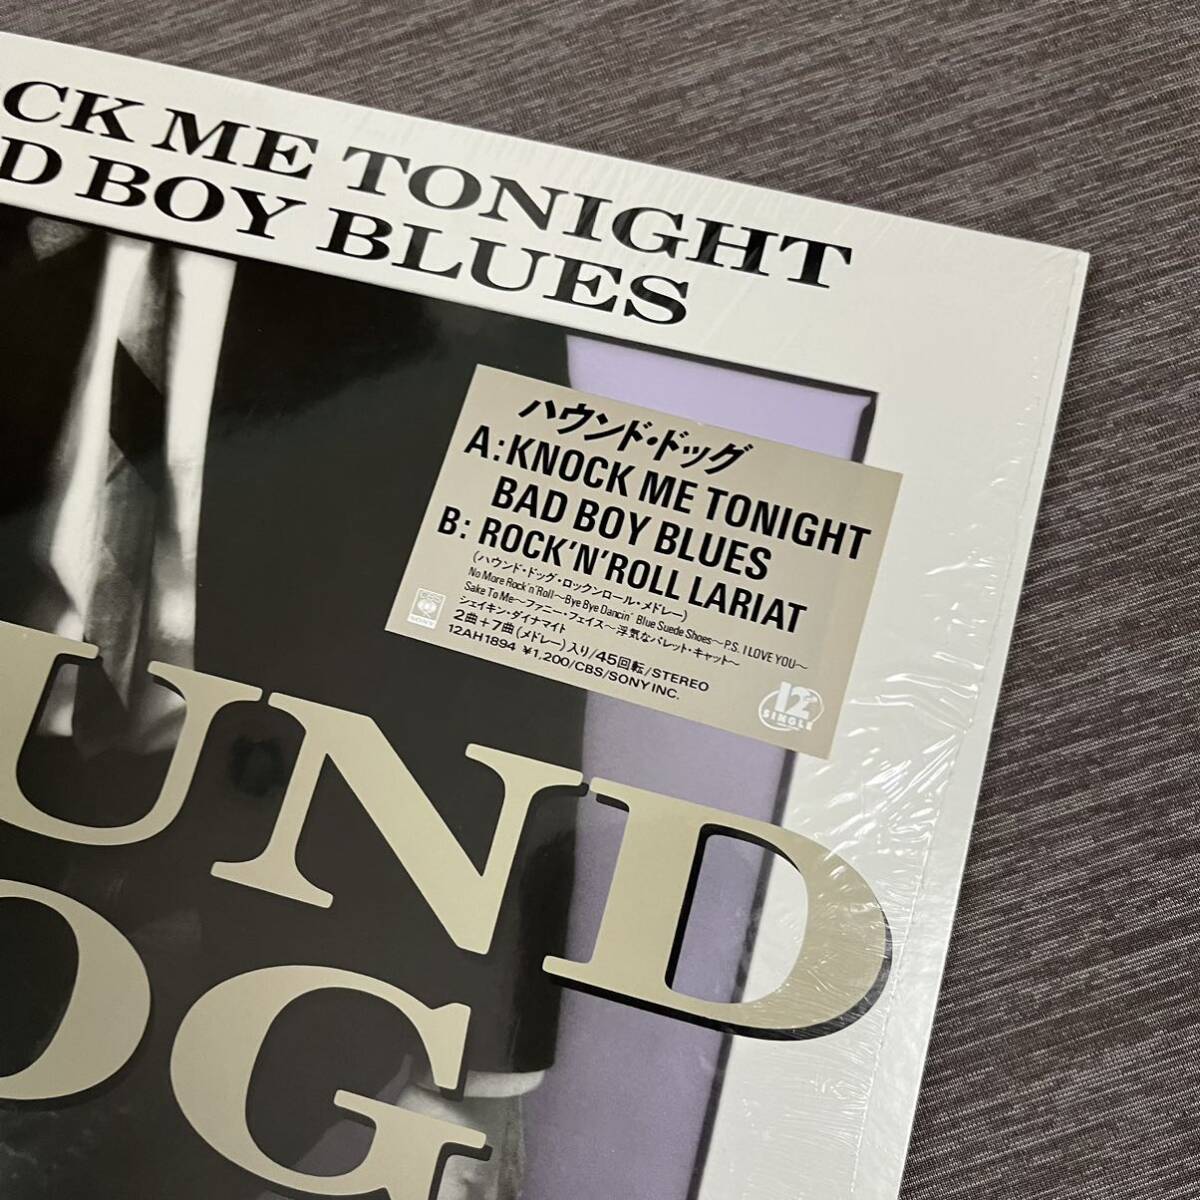 CK ME TONIGHT
D BOY BLUES
ハウンド・ドッグ
A:KNOCK ME TONIGHT
BAD BOY BLUES
B: ROCK'N'ROLL LARIAT
(ハウンド・ドッグ・ロックンロール・メドレー)
No More Rock'n'Roll〜Bye Bye Dancin' Blue Suede Shoes〜P.S. I LOVE YOU〜
Sake To Me〜ファニー・フェイス〜浮気なパレット・キャット〜
シェイキン・ダイナマイト
2曲+7曲(メドレー)入り/45回転/STEREO
12AH1894 ¥1,200/CBS/SONY INC.
CBS
SONY
12"
SINGLE
UND
OG